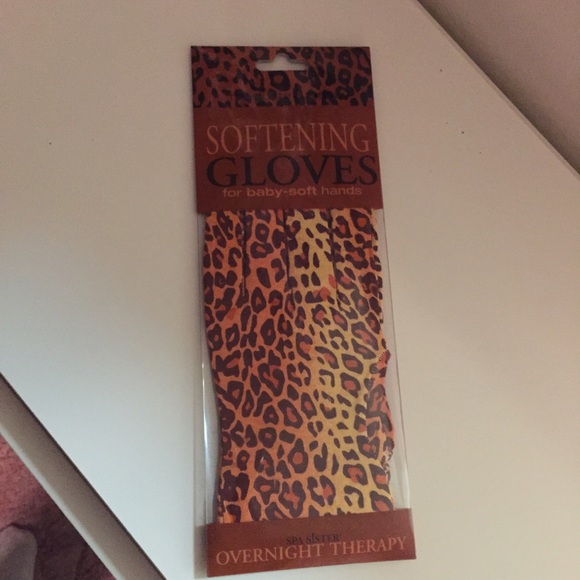 SOFTENING
GLOVES
for baby-soft hands
SPA SISTER
OVERNIGHT THERAPY